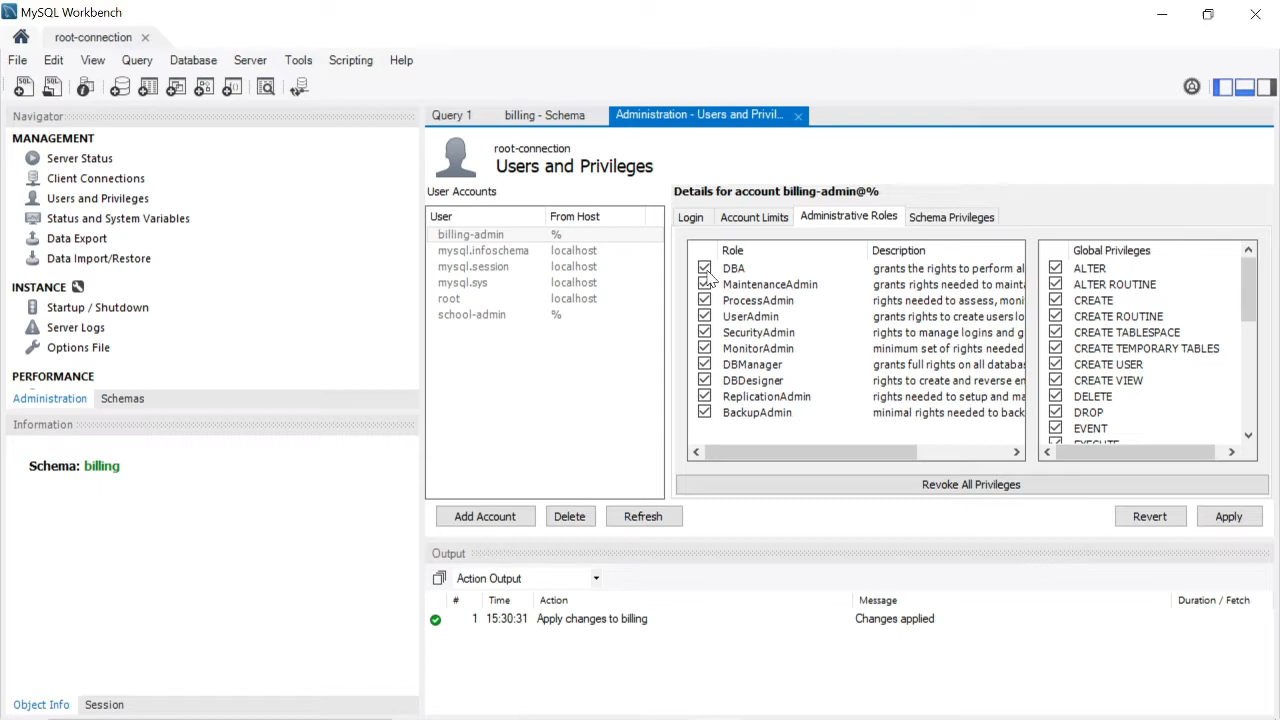 MySQL Workbench
root-connection
File Edit View Query Database Server Tools Scripting Help
Navigator
MANAGEMENT
Server Status
Client Connections
Users and Privileges
Status and System Variables
Data Export
Data Import/Restore
INSTANCE
Startup / Shutdown
Server Logs
Options File
PERFORMANCE
Administration Schemas
Information
Schema: billing
Object Info Session
Query 1 billing - Schema Administration - Users and Privil...
root-connection
Users and Privileges
User Accounts
User From Host
billing-admin %
mysql.infoschema localhost
mysql.session localhost
mysql.sys localhost
root localhost
school-admin %
Add Account Delete Refresh
Details for account billing-admin@%
Login Account Limits Administrative Roles Schema Privileges
Role Description
DBA grants the rights to perform al
MaintenanceAdmin grants rights needed to mainta
ProcessAdmin rights needed to assess, moni
UserAdmin grants rights to create users lo
SecurityAdmin rights to manage logins and g
MonitorAdmin minimum set of rights needed
DBManager grants full rights on all databas
DBDesigner rights to create and reverse en
ReplicationAdmin rights needed to setup and ma
BackupAdmin minimal rights needed to back
Global Privileges
ALTER
ALTER ROUTINE
CREATE
CREATE ROUTINE
CREATE TABLESPACE
CREATE TEMPORARY TABLES
CREATE USER
CREATE VIEW
DELETE
DROP
EVENT
EXECUTE
Revoke All Privileges
Revert Apply
Output
Action Output
# Time Action Message Duration / Fetch
1 15:30:31 Apply changes to billing Changes applied